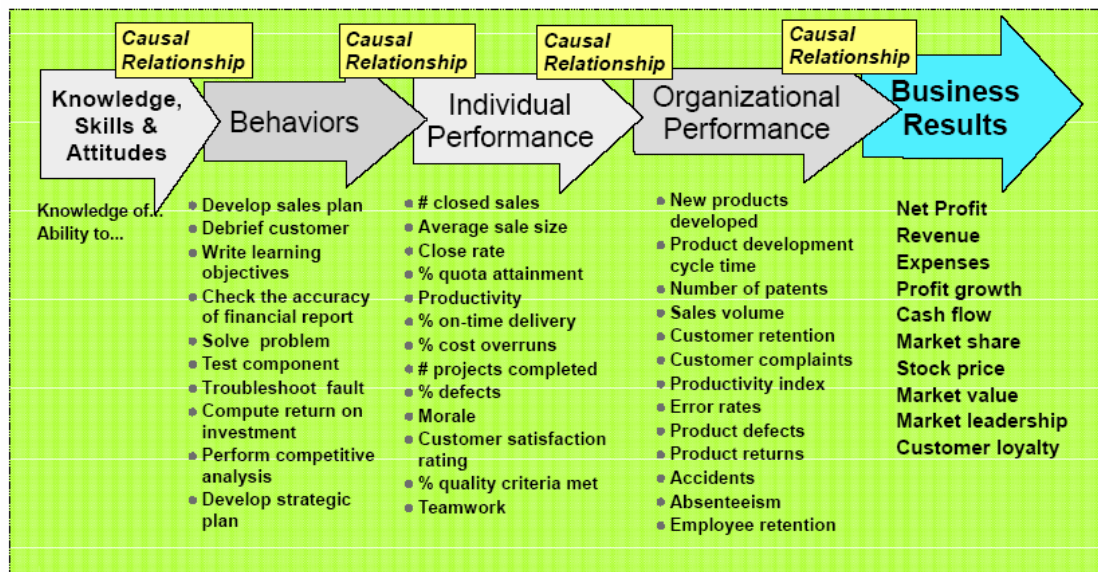 Causal
Relationship
Causal
Relationship
Causal
Relationship
Causal
Relationship
Knowledge,
Skills &
Attitudes
Behaviors
Individual
Performance
Organizational
Performance
Business
Results
Knowledge of...
Ability to...
Develop sales plan
Debrief customer
Write learning
objectives
Check the accuracy
of financial report
Solve problem
Test component
Troubleshoot fault
Compute return on
investment
Perform competitive
analysis
Develop strategic
plan
# closed sales
Average sale size
Close rate
% quota attainment
Productivity
% on-time delivery
% cost overruns
# projects completed
% defects
Morale
Customer satisfaction
rating
% quality criteria met
Teamwork
New products
developed
Product development
cycle time
Number of patents
Sales volume
Customer retention
Customer complaints
Productivity index
Error rates
Product defects
Product returns
Accidents
Absenteeism
Employee retention
Net Profit
Revenue
Expenses
Profit growth
Cash flow
Market share
Stock price
Market value
Market leadership
Customer loyalty